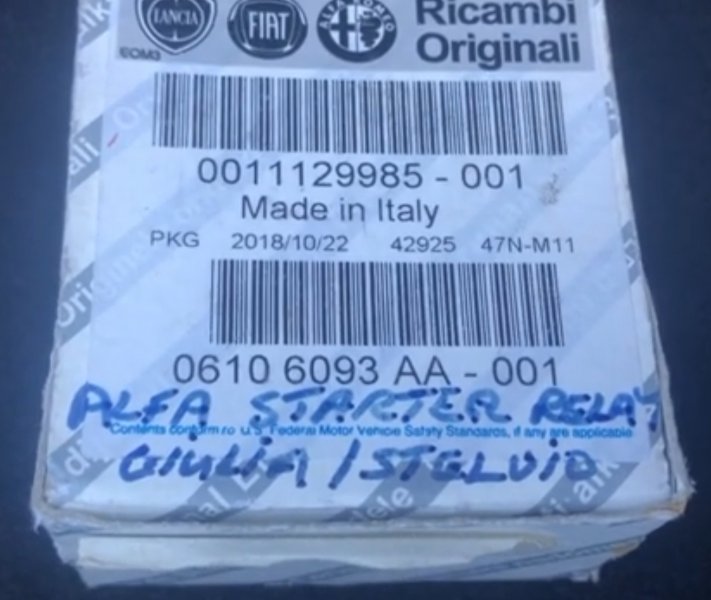 LANCIA FIAT ALFA ROMEO Ricambi
EOM3 Originali
0011129985 - 001
Made in Italy
PKG 2018/10/22 42925 47N-M11
0610 6093 AA - 001
ALFA STARTER RELAY
Contents conform to U.S. Federal Motor Vehicle Safety Standards, if any are applicable
GIULIA / STELVIO